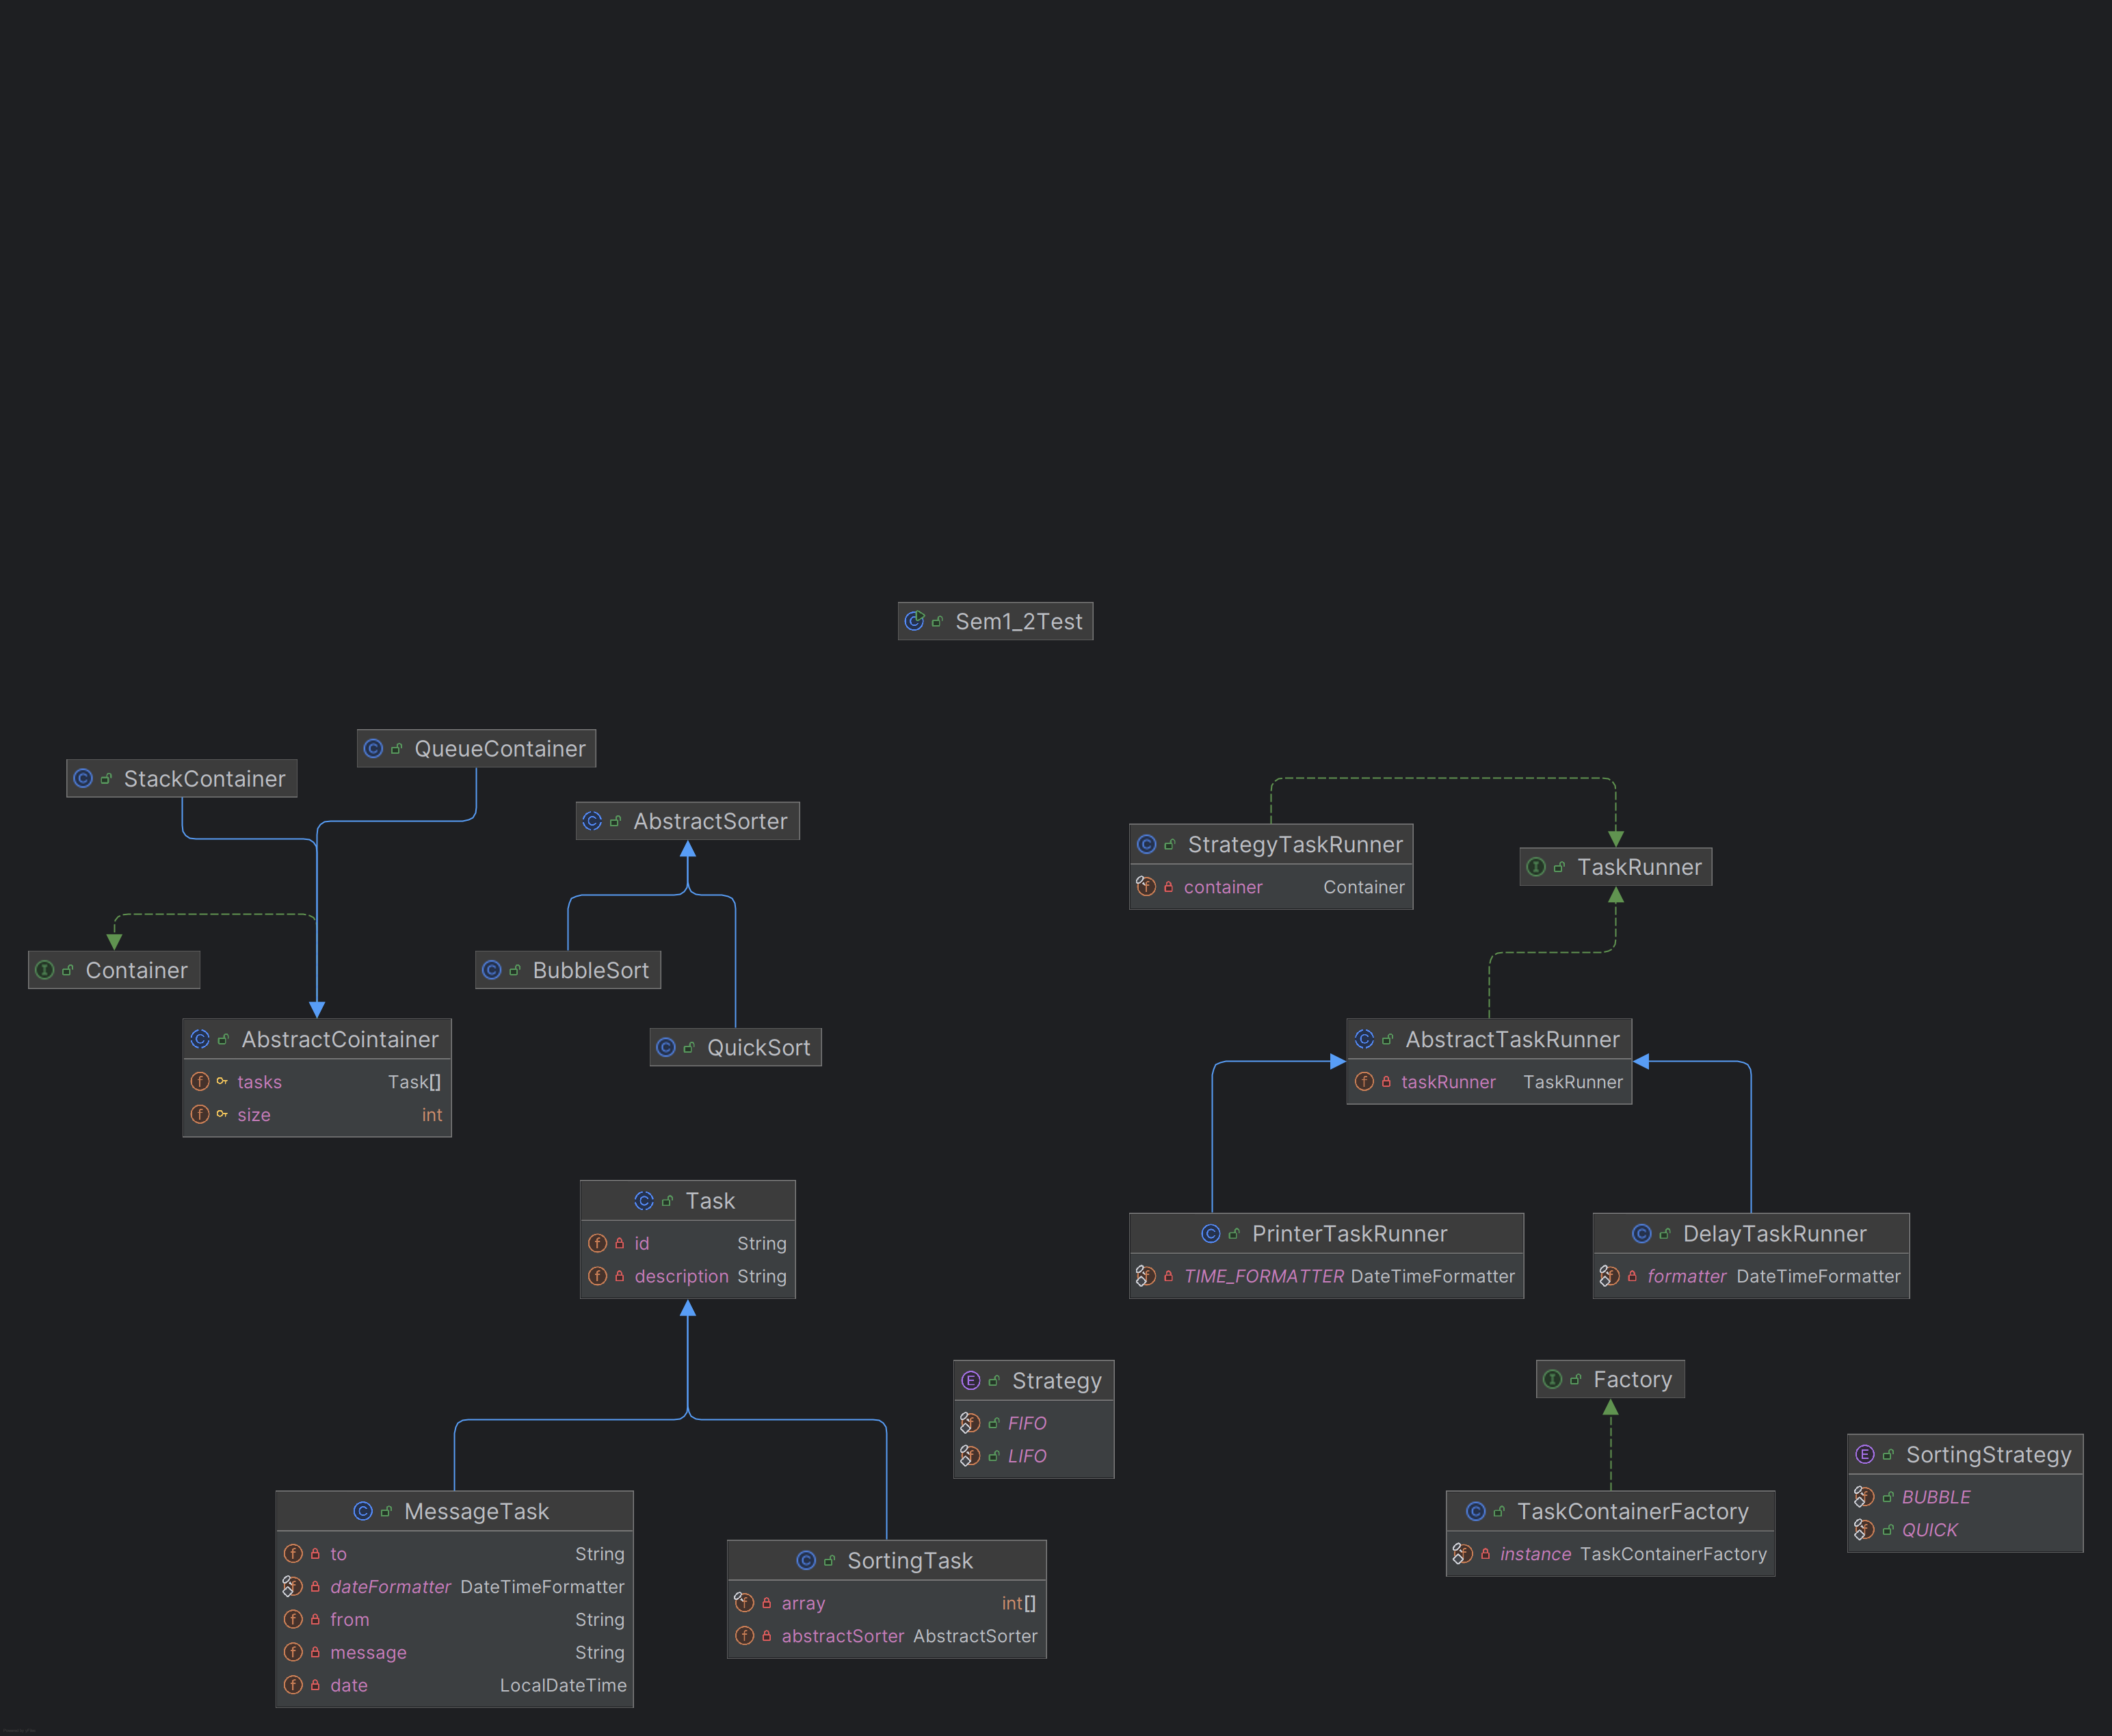 Sem1_2Test
QueueContainer
StackContainer
AbstractSorter
StrategyTaskRunner
container Container
TaskRunner
Container
BubbleSort
AbstractCointainer
tasks Task[]
size int
QuickSort
AbstractTaskRunner
taskRunner TaskRunner
Task
id String
description String
PrinterTaskRunner
TIME_FORMATTER DateTimeFormatter
DelayTaskRunner
formatter DateTimeFormatter
Strategy
FIFO
LIFO
Factory
SortingStrategy
BUBBLE
QUICK
MessageTask
to String
dateFormatter DateTimeFormatter
from String
message String
date LocalDateTime
SortingTask
array int[]
abstractSorter AbstractSorter
TaskContainerFactory
instance TaskContainerFactory